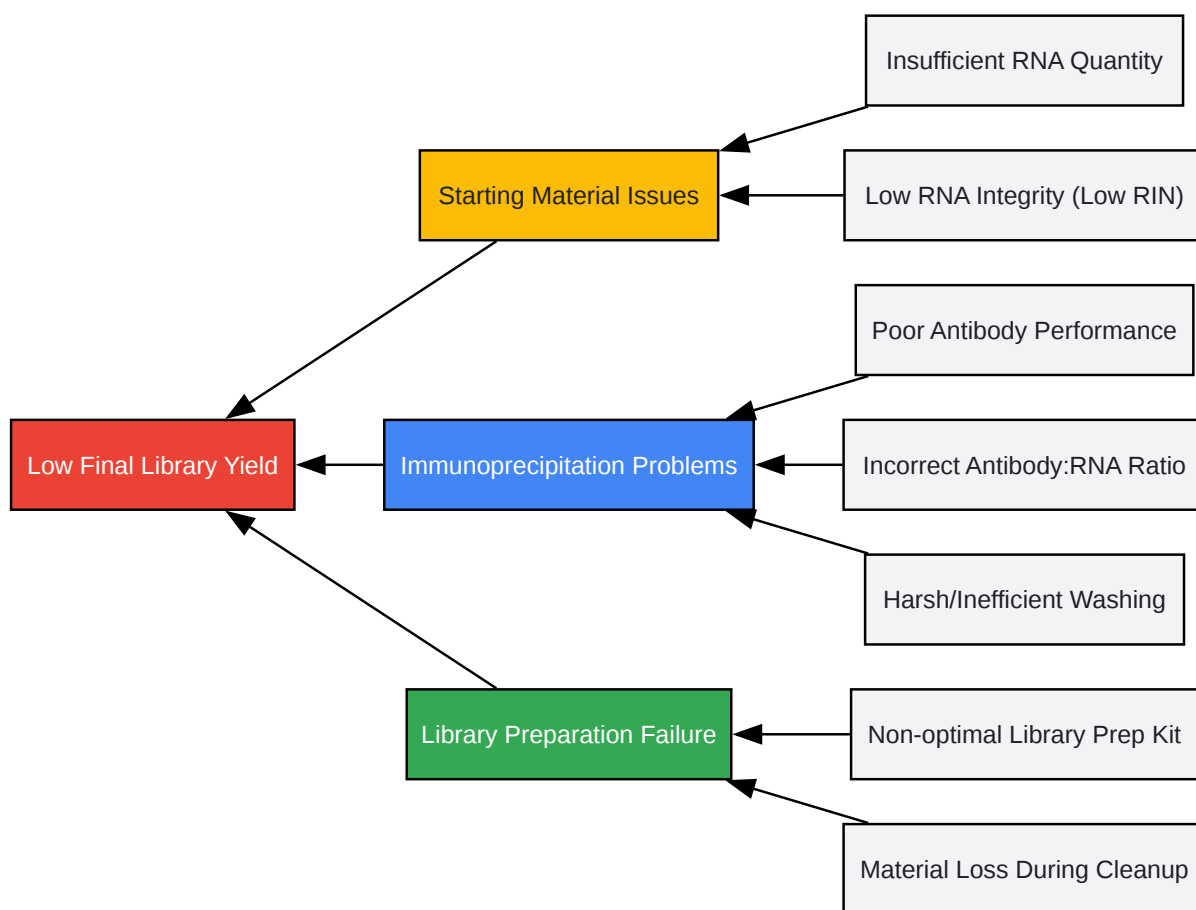 Insufficient RNA Quantity
Starting Material Issues
Low RNA Integrity (Low RIN)
Poor Antibody Performance
Low Final Library Yield
Immunoprecipitation Problems
Incorrect Antibody:RNA Ratio
Harsh/Inefficient Washing
Library Preparation Failure
Non-optimal Library Prep Kit
Material Loss During Cleanup